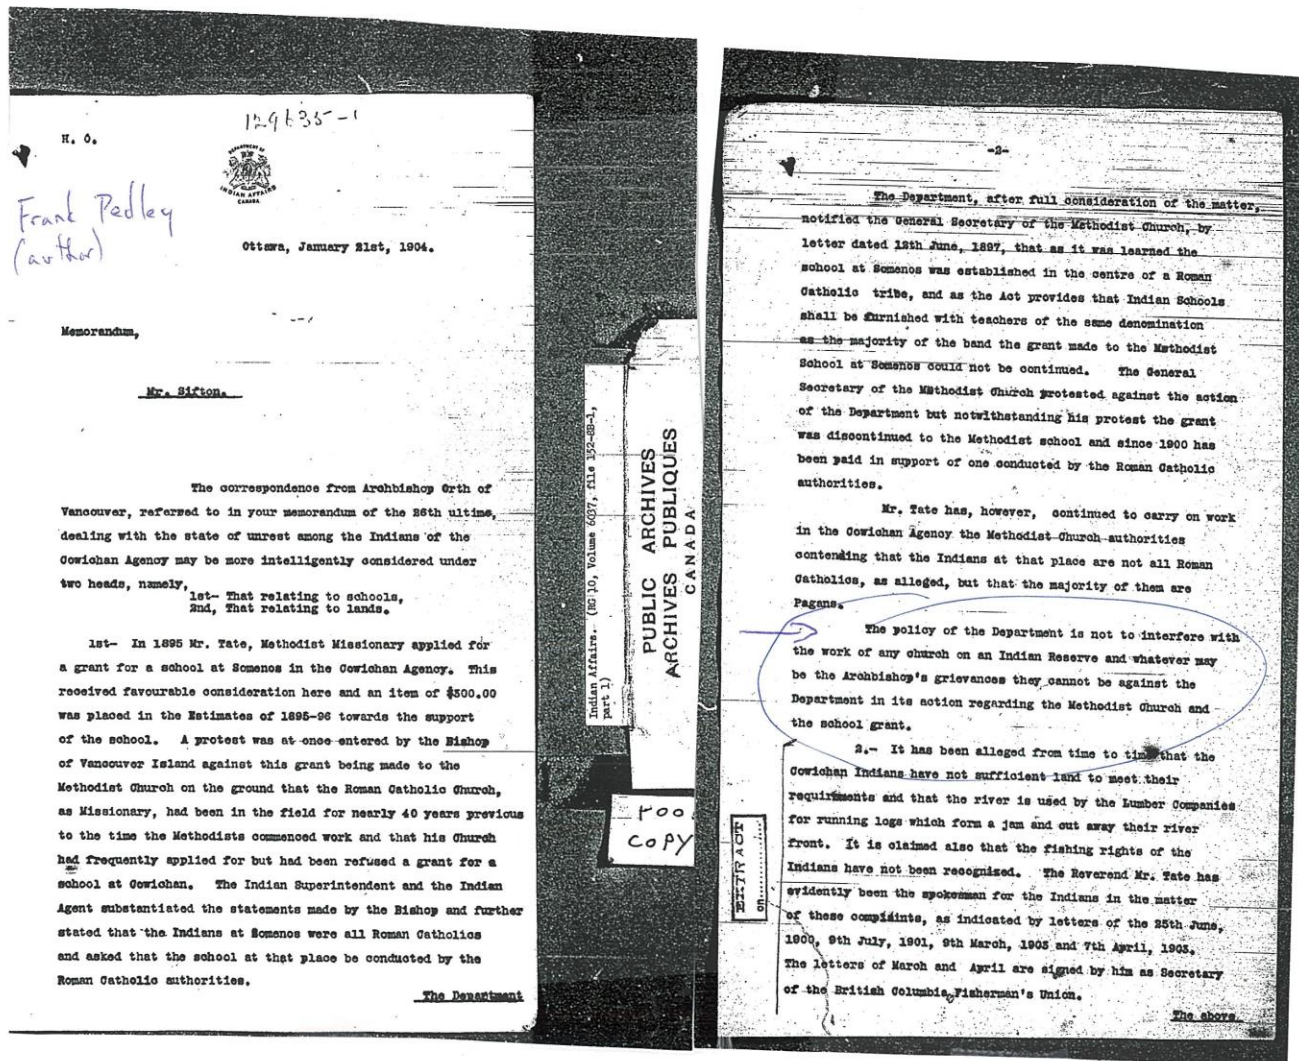 H. O.
129635-1
DEPARTMENT OF
INDIAN AFFAIRS
CANADA
Frank Pedley
(author)
Ottawa, January 21st, 1904.
Memorandum,
Mr. Sifton.
The correspondence from Archbishop Orth of
Vancouver, referred to in your memorandum of the 26th ultimo,
dealing with the state of unrest among the Indians of the
Cowichan Agency may be more intelligently considered under
two heads, namely,
1st- That relating to schools,
2nd, That relating to lands.
1st- In 1895 Mr. Tate, Methodist Missionary applied for
a grant for a school at Somenos in the Cowichan Agency. This
received favourable consideration here and an item of $300.00
was placed in the Estimates of 1895-96 towards the support
of the school. A protest was at once entered by the Bishop
of Vancouver Island against this grant being made to the
Methodist Church on the ground that the Roman Catholic Church,
as Missionary, had been in the field for nearly 40 years previous
to the time the Methodists commenced work and that his Church
had frequently applied for but had been refused a grant for a
school at Cowichan. The Indian Superintendent and the Indian
Agent substantiated the statements made by the Bishop and further
stated that the Indians at Somenos were all Roman Catholics
and asked that the school at that place be conducted by the
Roman Catholic authorities.
The Department
Indian Affairs. (RG 10, Volume 6037, file 152-88-1,
part 1)
PUBLIC ARCHIVES
ARCHIVES PUBLIQUES
CANADA
POO
COPY
-2-
The Department, after full consideration of the matter,
notified the General Secretary of the Methodist Church, by
letter dated 12th June, 1897, that as it was learned the
school at Somenos was established in the centre of a Roman
Catholic tribe, and as the Act provides that Indian Schools
shall be furnished with teachers of the same denomination
as the majority of the band the grant made to the Methodist
School at Somenos could not be continued. The General
Secretary of the Methodist Church protested against the action
of the Department but notwithstanding his protest the grant
was discontinued to the Methodist school and since 1900 has
been paid in support of one conducted by the Roman Catholic
authorities.
Mr. Tate has, however, continued to carry on work
in the Cowichan Agency the Methodist Church authorities
contending that the Indians at that place are not all Roman
Catholics, as alleged, but that the majority of them are
Pagans.
The policy of the Department is not to interfere with
the work of any church on an Indian Reserve and whatever may
be the Archbishop's grievances they cannot be against the
Department in its action regarding the Methodist Church and
the school grant.
2.- It has been alleged from time to time that the
Cowichan Indians have not sufficient land to meet their
requirments and that the river is used by the Lumber Companies
for running logs which form a jam and cut away their river
front. It is claimed also that the fishing rights of the
Indians have not been recognized. The Reverend Mr. Tate has
evidently been the spokesman for the Indians in the matter
of these complaints, as indicated by letters of the 25th June,
1900, 9th July, 1901, 9th March, 1903 and 7th April, 1903.
The letters of March and April are signed by him as Secretary
of the British Columbia Fisherman's Union.
The above
EXTRACT
on